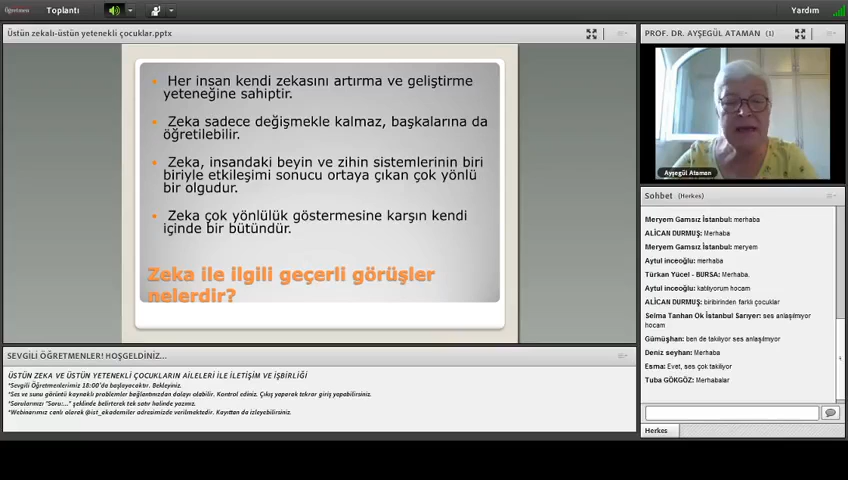 Öğretmen
Toplantı
Yardım
Üstün zekalı-üstün yetenekli çocuklar.pptx
Her insan kendi zekasını artırma ve geliştirme
yeteneğine sahiptir.
Zeka sadece değişmekle kalmaz, başkalarına da
öğretilebilir.
Zeka, insandaki beyin ve zihin sistemlerinin biri
biriyle etkileşimi sonucu ortaya çıkan çok yönlü
bir olgudur.
Zeka çok yönlülük göstermesine karşın kendi
içinde bir bütündür.
Zeka ile ilgili geçerli görüşler
nelerdir?
SEVGİLİ ÖĞRETMENLER! HOŞGELDİNİZ...
ÜSTÜN ZEKA VE ÜSTÜN YETENEKLİ ÇOCUKLARIN AİLELERİ İLE İLETİŞİM VE İŞBİRLİĞİ
*Sevgili Öğretmenlerimiz 18:00'da başlayacaktır. Bekleyiniz.
*Ses ve sunu görüntü kaynaklı problemler bağlantınızdan dolayı olabilir. Kontrol ediniz. Çıkış yaparak tekrar giriş yapabilirsiniz.
*Sorularınızı "Soru:..." şeklinde belirterek tek satır halinde yazınız.
*Webinarımız canlı olarak @ist_akademiler adresimizde verilmektedir. Kayıttan da izleyebilirsiniz.
PROF. DR. AYŞEGÜL ATAMAN (1)
Ayşegül Ataman
Sohbet (Herkes)
Meryem Gamsız İstanbul: merhaba
ALİCAN DURMUŞ: Merhaba
Meryem Gamsız İstanbul: meryem
Aytul inceoğlu: merhaba
Türkan Yücel - BURSA: Merhaba.
Aytul inceoğlu: katılıyorum hocam
ALİCAN DURMUŞ: biribirinden farklı çocuklar
Selma Tanhan Ok İstanbul Sarıyer: ses anlaşılmıyor
hocam
Gümüşhan: ben de takılıyor ses anlaşılmıyor
Deniz seyhan: Merhaba
Esma: Evet, ses çok takılıyor
Tuba GÖKGÖZ: Merhabalar
Herkes